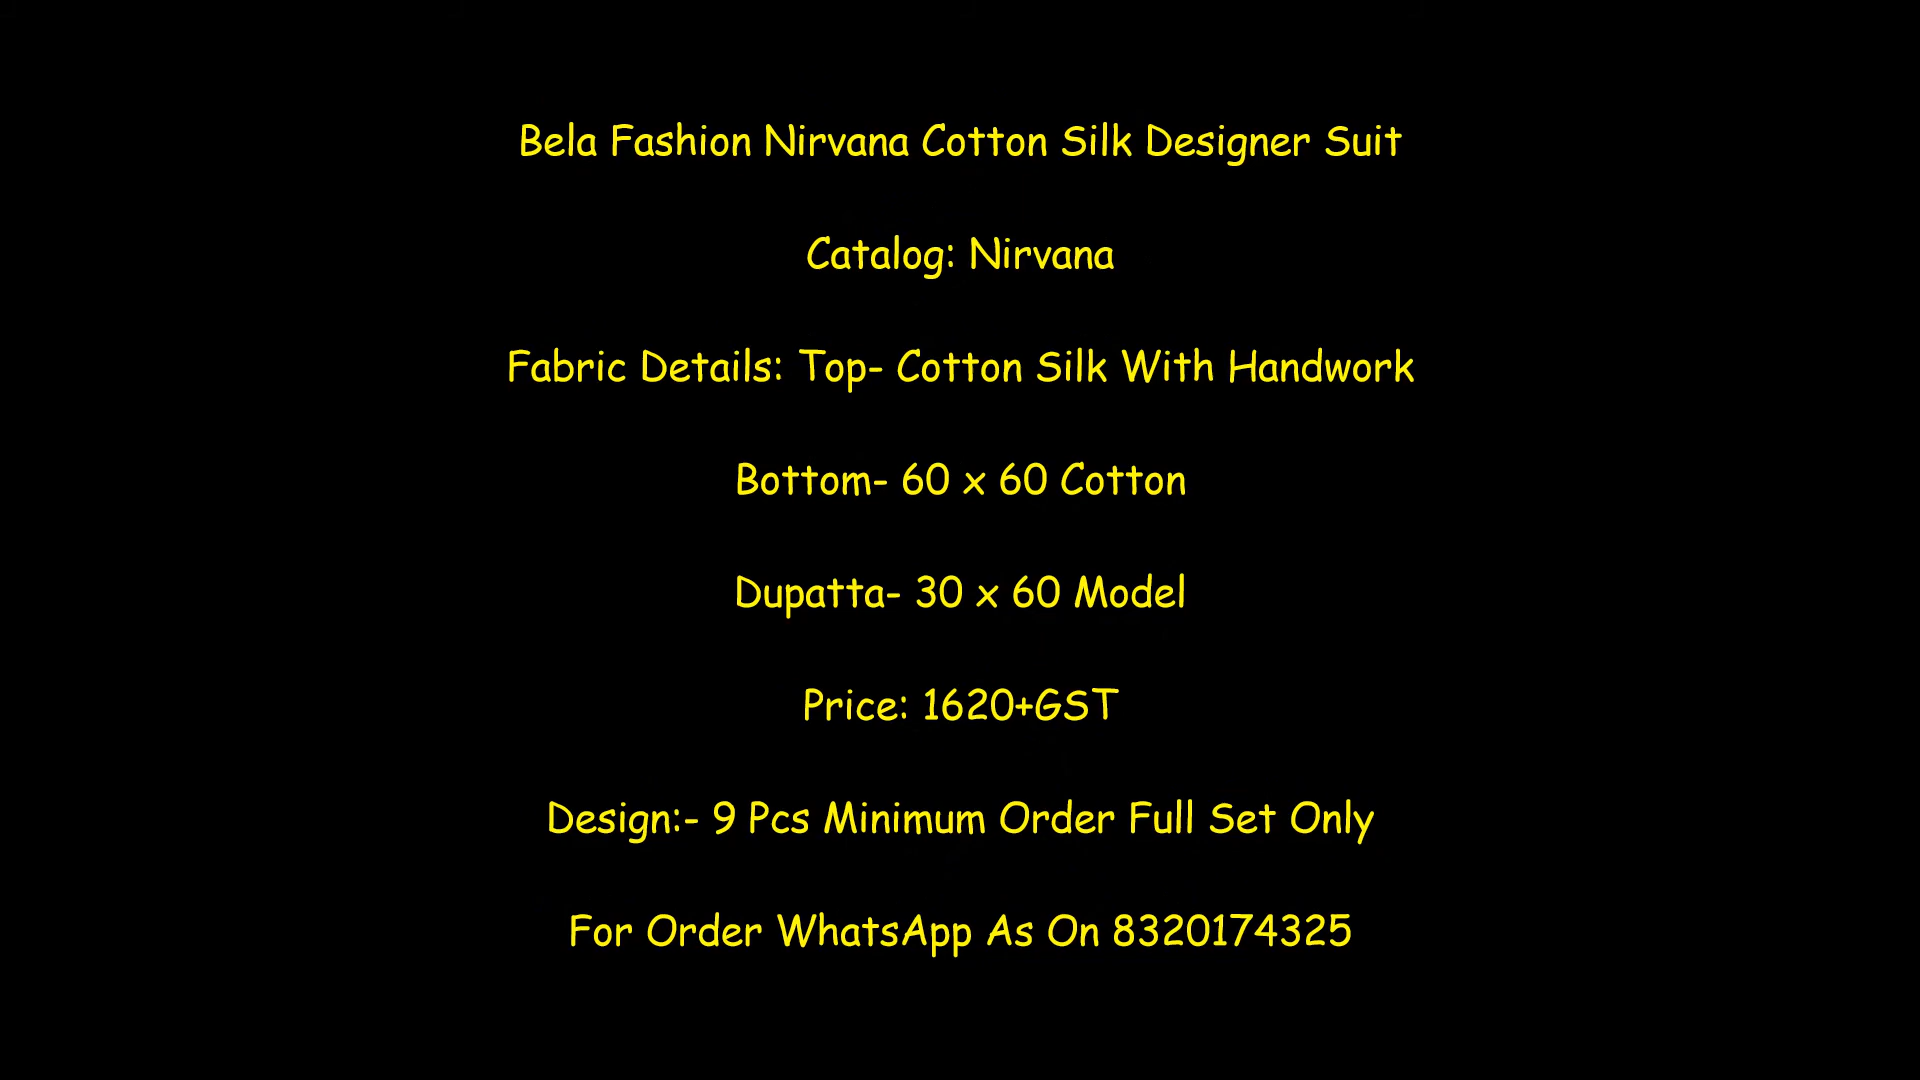 Bela Fashion Nirvana Cotton Silk Designer Suit
Catalog: Nirvana
Fabric Details: Top- Cotton Silk With Handwork
Bottom- 60 x 60 Cotton
Dupatta- 30 x 60 Model
Price: 1620+GST
Design:- 9 Pcs Minimum Order Full Set Only
For Order WhatsApp As On 8320174325